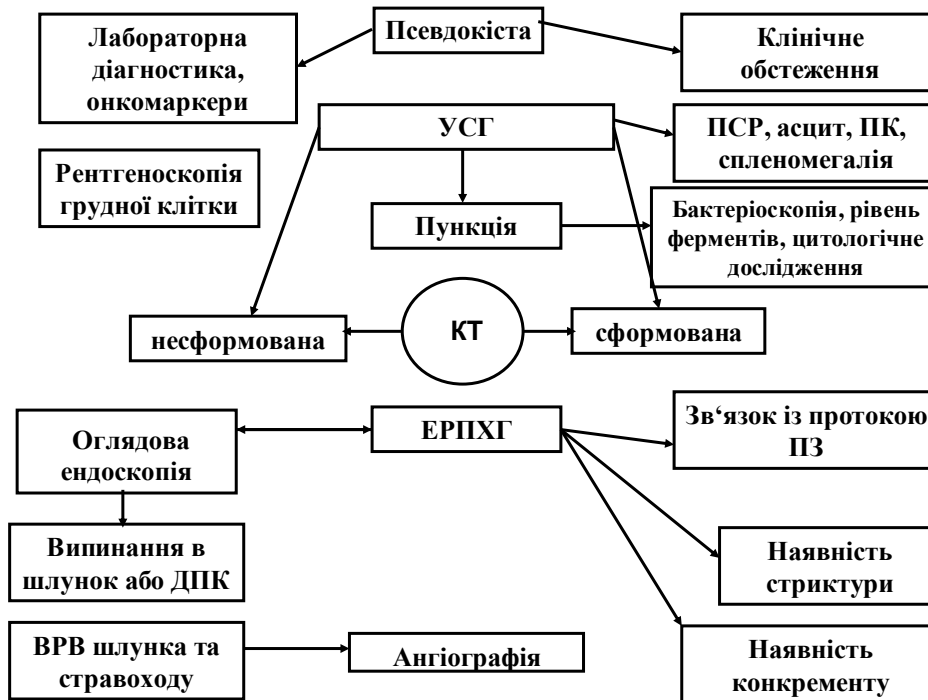 Лабораторна
діагностика,
онкомаркери
Псевдокіста
Клінічне
обстеження
УСГ
ПСР, асцит, ПК,
спленомегалія
Рентгеноскопія
грудної клітки
Пункція
Бактеріоскопія, рівень
ферментів, цитологічне
дослідження
несформована
КТ
сформована
Оглядова
ендоскопія
ЕРПХГ
Зв‘язок із протокою
ПЗ
Випинання в
шлунок або ДПК
Наявність
стриктури
ВРВ шлунка та
стравоходу
Ангіографія
Наявність
конкременту